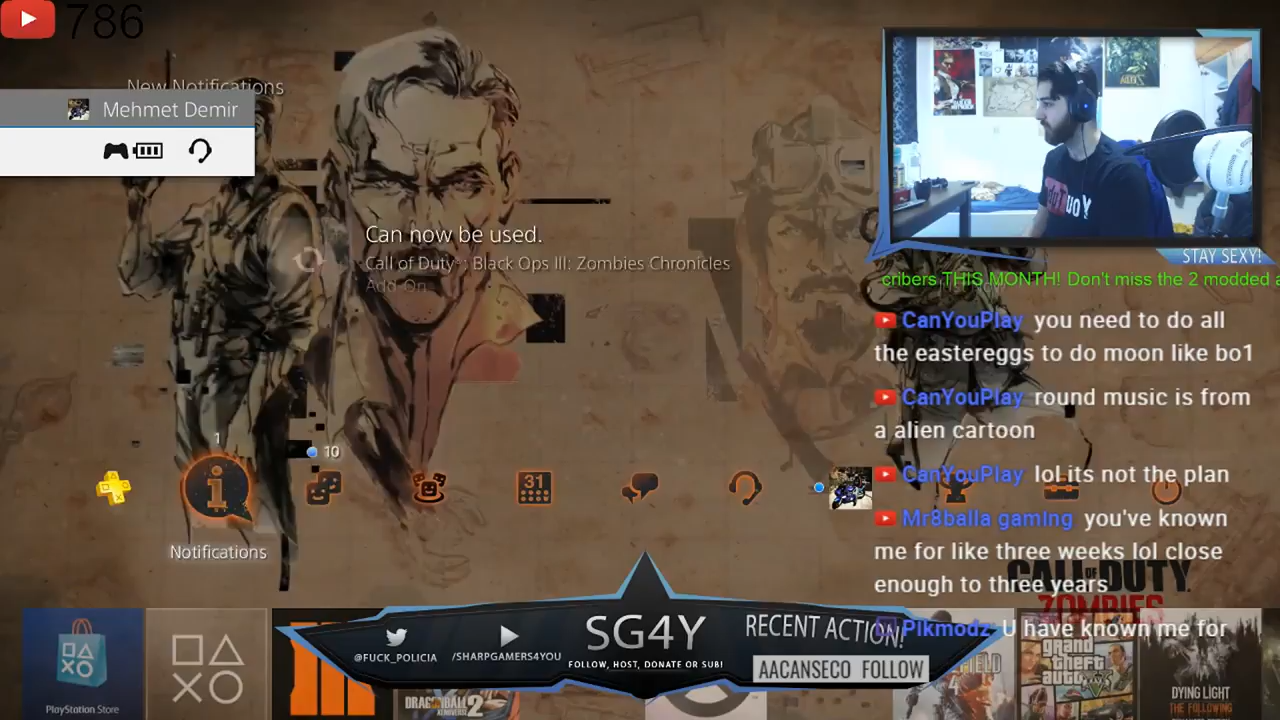 786
New Notifications
Mehmet Demir
Can now be used.
Call of Duty®: Black Ops III: Zombies Chronicles
Add-On
1
10
31
Notifications
STAY SEXY!
cribers THIS MONTH! Don't miss the 2 modded a
CanYouPlay you need to do all
the eastereggs to do moon like bo1
CanYouPlay round music is from
a alien cartoon
CanYouPlay lol its not the plan
Mr8balla gaming you've known
me for like three weeks lol close
enough to three years
Plkmodz: U have known me for
CALL OF DUTY
ZOMBIES
PlayStation Store
@FUCK_POLICIA
/SHARPGAMERS4YOU
SG4Y
FOLLOW, HOST, DONATE OR SUB!
RECENT ACTION!
AACANSECO FOLLOW
grand
theft
auto
DYING LIGHT
THE FOLLOWING